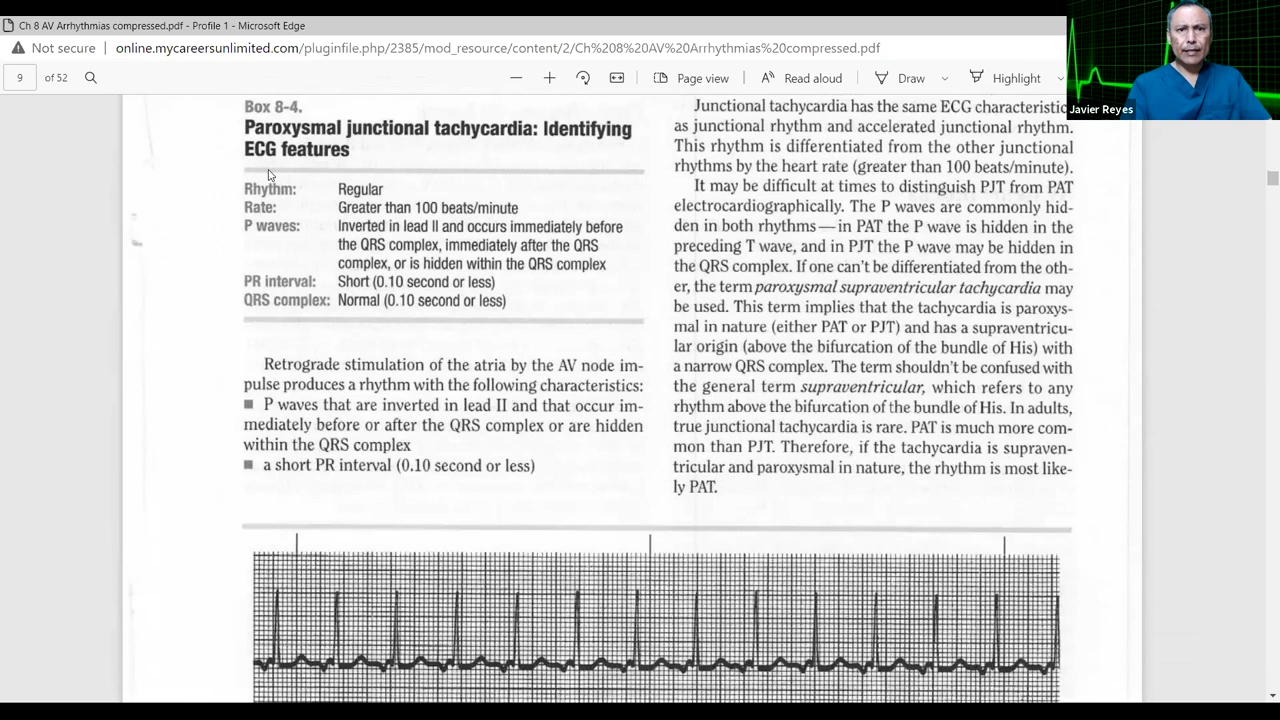 Ch 8 AV Arrhythmias compressed.pdf - Profile 1 - Microsoft Edge
Not secure
online.mycareersunlimited.com/pluginfile.php/2385/mod_resource/content/2/Ch%208%20AV%20Arrhythmias%20compressed.pdf
9 of 52
Page view
Read aloud
Draw
Highlight
Javier Reyes
Box 8-4.
Paroxysmal junctional tachycardia: Identifying
ECG features
Rhythm: Regular
Rate: Greater than 100 beats/minute
P waves: Inverted in lead II and occurs immediately before
the QRS complex, immediately after the QRS
complex, or is hidden within the QRS complex
PR interval: Short (0.10 second or less)
QRS complex: Normal (0.10 second or less)
Retrograde stimulation of the atria by the AV node im-
pulse produces a rhythm with the following characteristics:
■ P waves that are inverted in lead II and that occur im-
mediately before or after the QRS complex or are hidden
within the QRS complex
■ a short PR interval (0.10 second or less)
Junctional tachycardia has the same ECG characteristic
as junctional rhythm and accelerated junctional rhythm.
This rhythm is differentiated from the other junctional
rhythms by the heart rate (greater than 100 beats/minute).
It may be difficult at times to distinguish PJT from PAT
electrocardiographically. The P waves are commonly hid-
den in both rhythms—in PAT the P wave is hidden in the
preceding T wave, and in PJT the P wave may be hidden in
the QRS complex. If one can't be differentiated from the oth-
er, the term paroxysmal supraventricular tachycardia may
be used. This term implies that the tachycardia is paroxys-
mal in nature (either PAT or PJT) and has a supraventricu-
lar origin (above the bifurcation of the bundle of His) with
a narrow QRS complex. The term shouldn't be confused with
the general term supraventricular, which refers to any
rhythm above the bifurcation of the bundle of His. In adults,
true junctional tachycardia is rare. PAT is much more com-
mon than PJT. Therefore, if the tachycardia is supraven-
tricular and paroxysmal in nature, the rhythm is most like-
ly PAT.